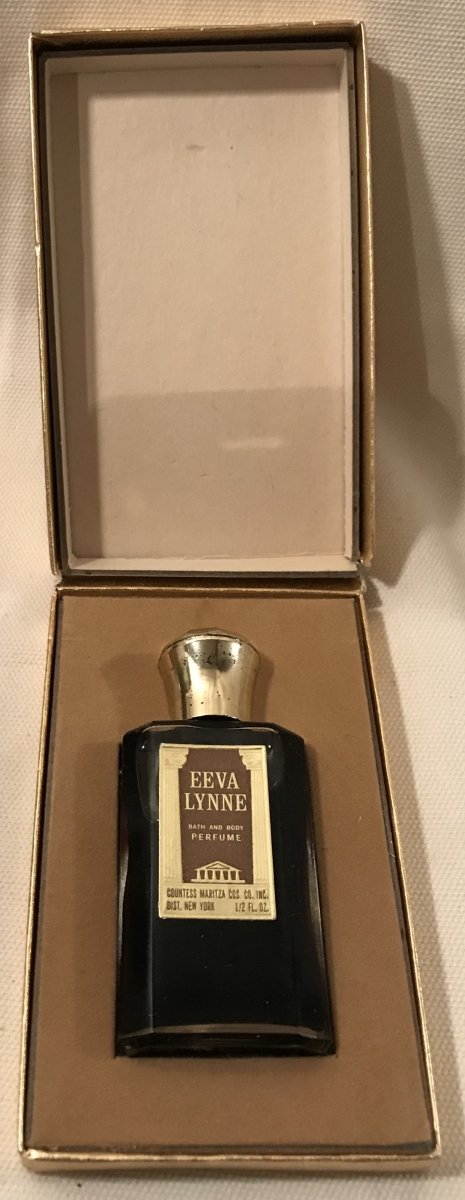 EEVA
LYNNE
BATH AND BODY
PERFUME
COUNTESS MARITZA COS. CO., INC.
DIST. NEW YORK 1/2 FL. OZ.